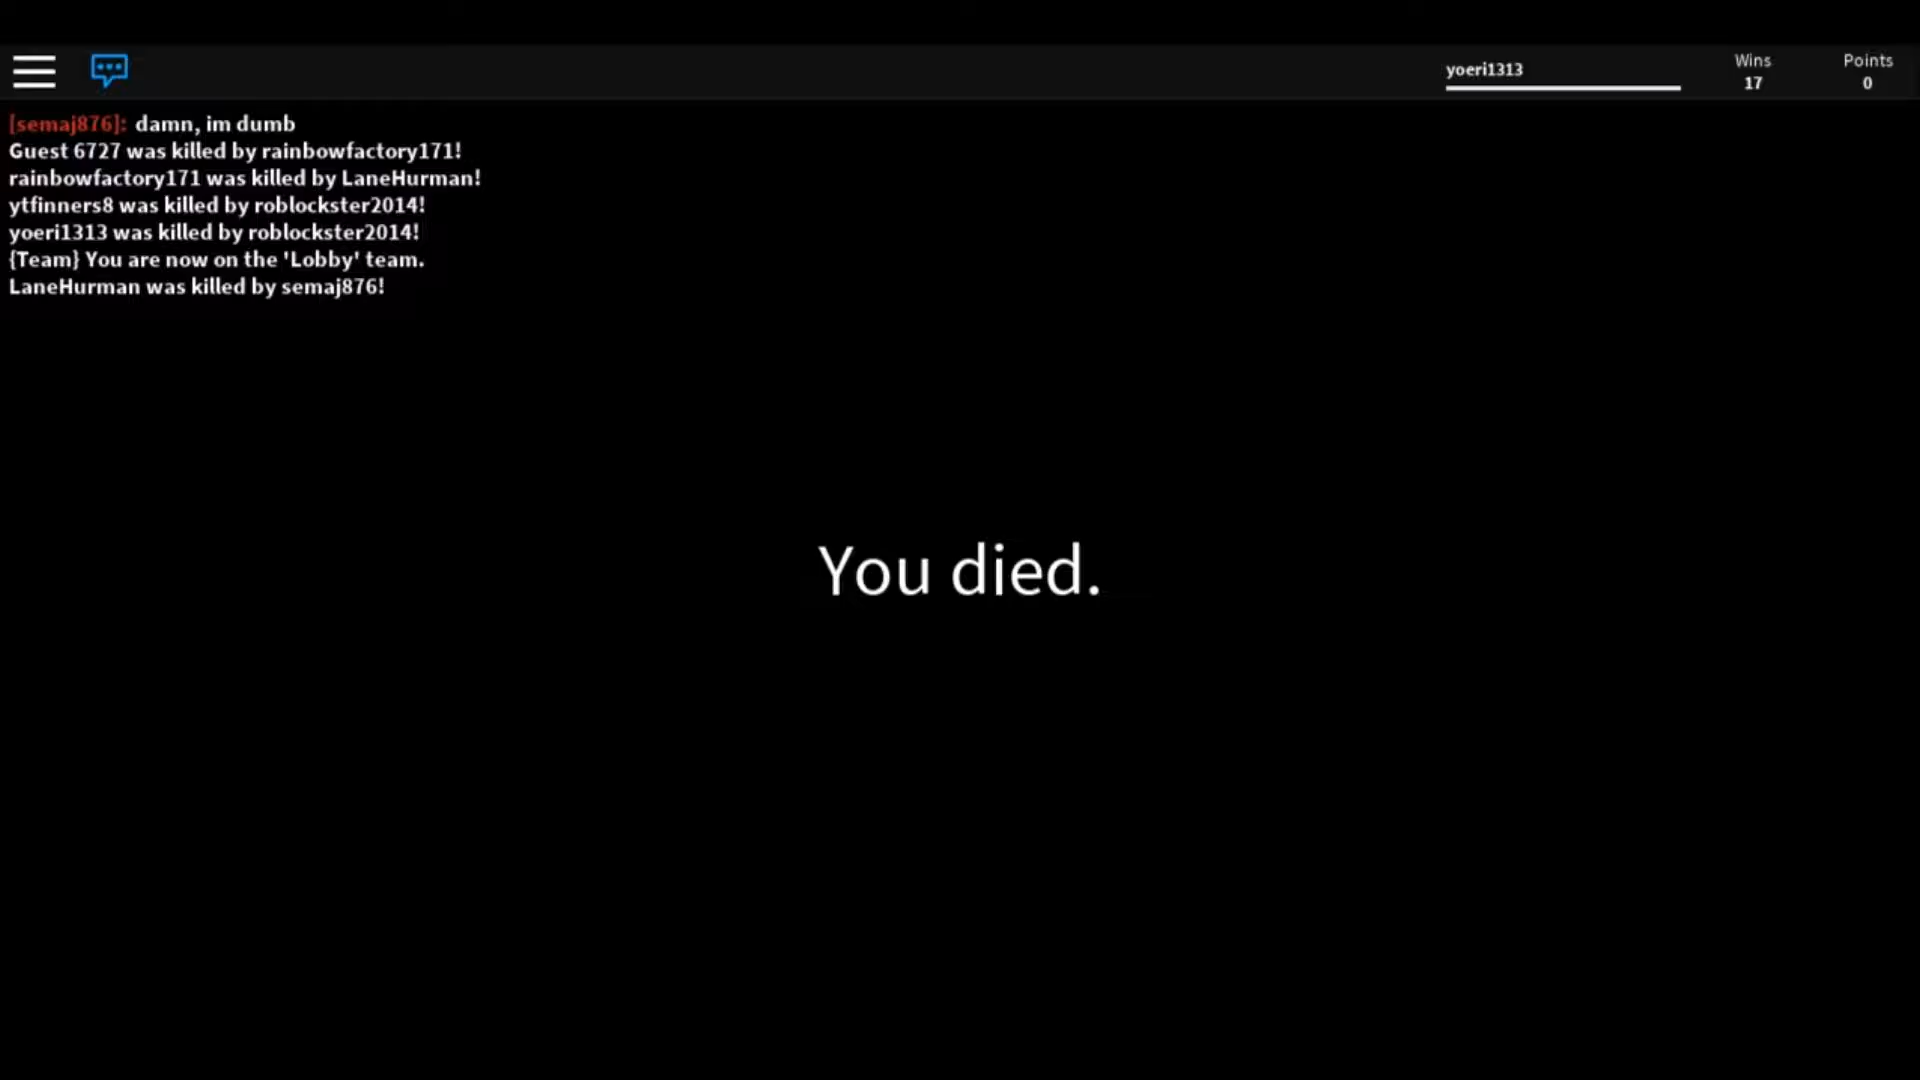 yoeri1313
Wins
17
Points
0
[semaj876]: damn, im dumb
Guest 6727 was killed by rainbowfactory171!
rainbowfactory171 was killed by LaneHurman!
ytfinners8 was killed by roblockster2014!
yoeri1313 was killed by roblockster2014!
{Team} You are now on the 'Lobby' team.
LaneHurman was killed by semaj876!
You died.